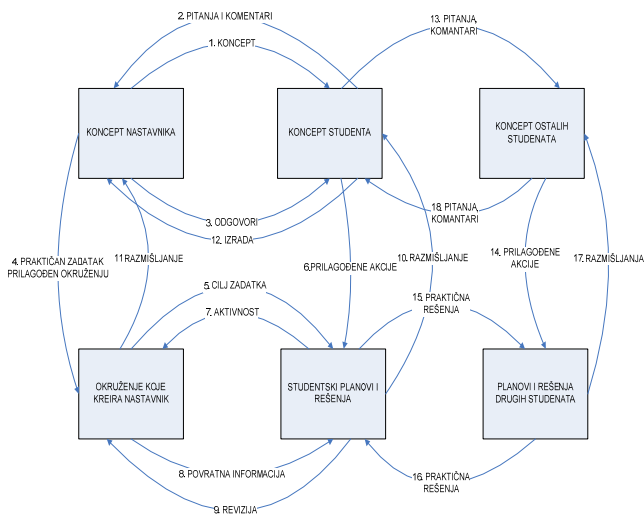 2. PITANJA I KOMENTARI
13. PITANJA,
KOMANTARI
1. KONCEPT
KONCEPT NASTAVNIKA
KONCEPT STUDENTA
KONCEPT OSTALIH
STUDENATA
18. PITANJA,
KOMENTARI
3. ODGOVORI
12. IZRADA
4. PRAKTIČAN ZADATAK
PRILAGOĐEN OKRUŽENJU
11 RAZMIŠLJANJE
6.PRILAGOĐENE AKCIJE
10. RAZMIŠLJANJE
14. PRILAGOĐENE
AKCIJE
17. RAZMIŠLJANJA
5. CILJ ZADATKA
7. AKTIVNOST
15. PRAKTIČNA
REŠENJA
OKRUŽENJE KOJE
KREIRA NASTAVNIK
STUDENTSKI PLANOVI I
REŠENJA
PLANOVI I REŠENJA
DRUGIH STUDENATA
8. POVRATNA INFORMACIJA
16. PRAKTIČNA
REŠENJA
9. REVIZIJA